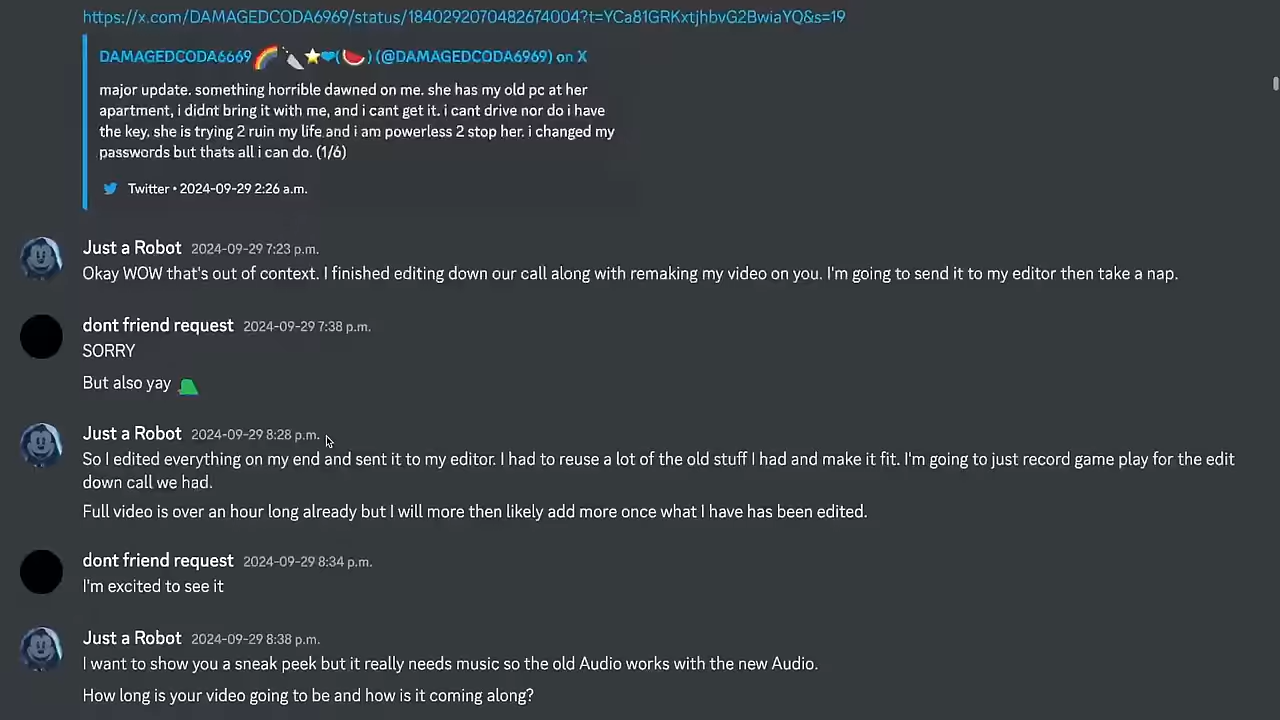 https://x.com/DAMAGEDCODA6969/status/1840292070482674004?t=YCa81GRKxtjhbvG2BwiaYQ&s=19
DAMAGEDCODA6669 🌈🔪⭐💙(🍉) (@DAMAGEDCODA6969) on X
major update. something horrible dawned on me. she has my old pc at her
apartment, i didnt bring it with me, and i cant get it. i cant drive nor do i have
the key. she is trying 2 ruin my life and i am powerless 2 stop her. i changed my
passwords but thats all i can do. (1/6)
Twitter • 2024-09-29 2:26 a.m.
Just a Robot 2024-09-29 7:23 p.m.
Okay WOW that's out of context. I finished editing down our call along with remaking my video on you. I'm going to send it to my editor then take a nap.
dont friend request 2024-09-29 7:38 p.m.
SORRY
But also yay
Just a Robot 2024-09-29 8:28 p.m.
So I edited everything on my end and sent it to my editor. I had to reuse a lot of the old stuff I had and make it fit. I'm going to just record game play for the edit
down call we had.
Full video is over an hour long already but I will more then likely add more once what I have has been edited.
dont friend request 2024-09-29 8:34 p.m.
I'm excited to see it
Just a Robot 2024-09-29 8:38 p.m.
I want to show you a sneak peek but it really needs music so the old Audio works with the new Audio.
How long is your video going to be and how is it coming along?